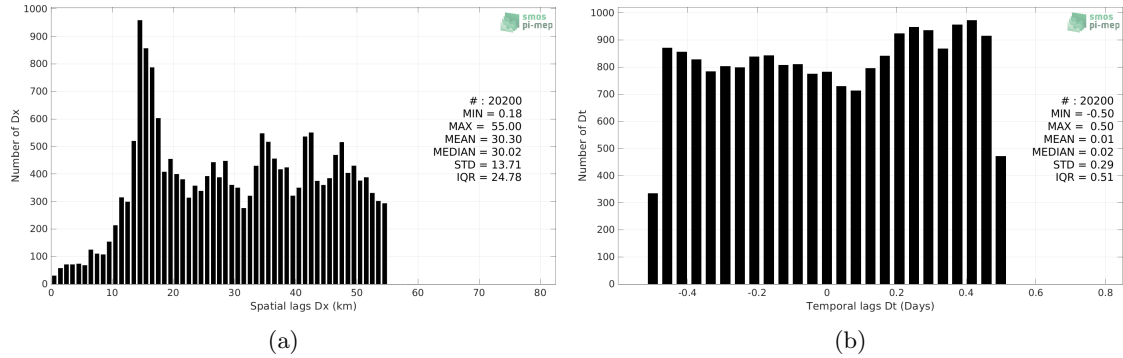 1000
900
800
700
600
500
400
300
200
100
0
Number of Dx
0 10 20 30 40 50 60 70 80
Spatial lags Dx (km)
smos
pi-mep
# : 20200
MIN = 0.18
MAX = 55.00
MEAN = 30.30
MEDIAN = 30.02
STD = 13.71
IQR = 24.78
(a)
1000
900
800
700
600
500
400
300
200
100
0
Number of Dt
-0.4 -0.2 0 0.2 0.4 0.6 0.8
Temporal lags Dt (Days)
smos
pi-mep
# : 20200
MIN = -0.50
MAX = 0.50
MEAN = 0.01
MEDIAN = 0.02
STD = 0.29
IQR = 0.51
(b)